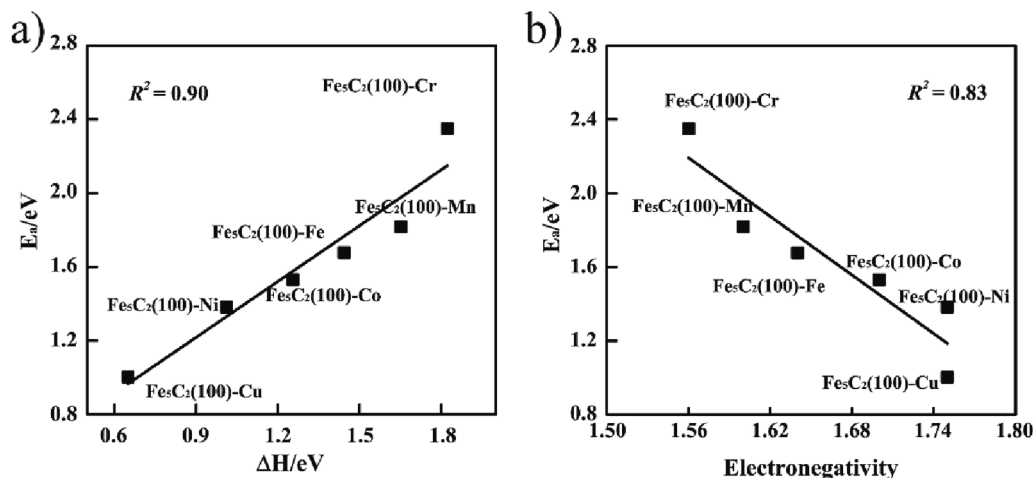 a)
2.8
2.4
2.0
1.6
1.2
0.8
Eₐ/eV
R² = 0.90
Fe₅C₂(100)-Cr
Fe₅C₂(100)-Mn
Fe₅C₂(100)-Fe
Fe₅C₂(100)-Co
Fe₅C₂(100)-Ni
Fe₅C₂(100)-Cu
0.6 0.9 1.2 1.5 1.8
ΔH/eV
b)
2.8
2.4
2.0
1.6
1.2
0.8
Eₐ/eV
R² = 0.83
Fe₅C₂(100)-Cr
Fe₅C₂(100)-Mn
Fe₅C₂(100)-Co
Fe₅C₂(100)-Fe
Fe₅C₂(100)-Ni
Fe₅C₂(100)-Cu
1.50 1.56 1.62 1.68 1.74 1.80
Electronegativity